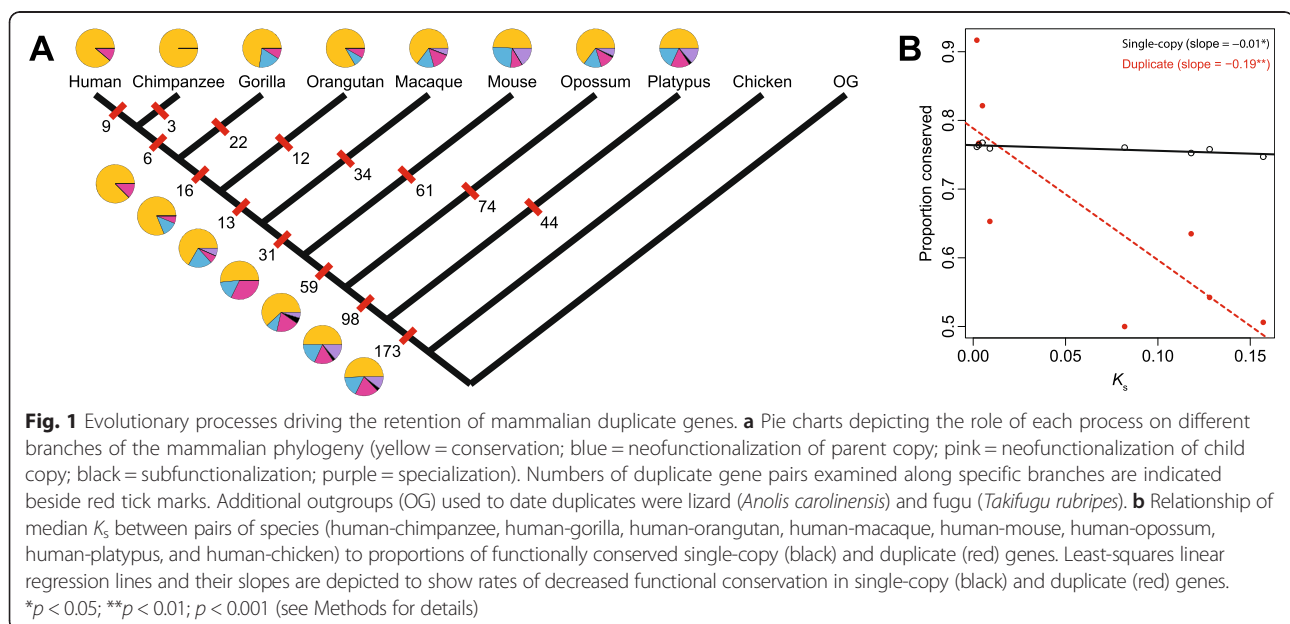 A
Human Chimpanzee Gorilla Orangutan Macaque Mouse Opossum Platypus Chicken OG
9
3
6
22
16
12
13
34
31
61
59
74
98
44
173
B
Single-copy (slope = −0.01*)
Duplicate (slope = −0.19**)
Proportion conserved
0.9
0.8
0.7
0.6
0.5
0.00 0.05 0.10 0.15
Ks
Fig. 1 Evolutionary processes driving the retention of mammalian duplicate genes. a Pie charts depicting the role of each process on different
branches of the mammalian phylogeny (yellow = conservation; blue = neofunctionalization of parent copy; pink = neofunctionalization of child
copy; black = subfunctionalization; purple = specialization). Numbers of duplicate gene pairs examined along specific branches are indicated
beside red tick marks. Additional outgroups (OG) used to date duplicates were lizard (Anolis carolinensis) and fugu (Takifugu rubripes). b Relationship of
median Ks between pairs of species (human-chimpanzee, human-gorilla, human-orangutan, human-macaque, human-mouse, human-opossum,
human-platypus, and human-chicken) to proportions of functionally conserved single-copy (black) and duplicate (red) genes. Least-squares linear
regression lines and their slopes are depicted to show rates of decreased functional conservation in single-copy (black) and duplicate (red) genes.
*p < 0.05; **p < 0.01; p < 0.001 (see Methods for details)